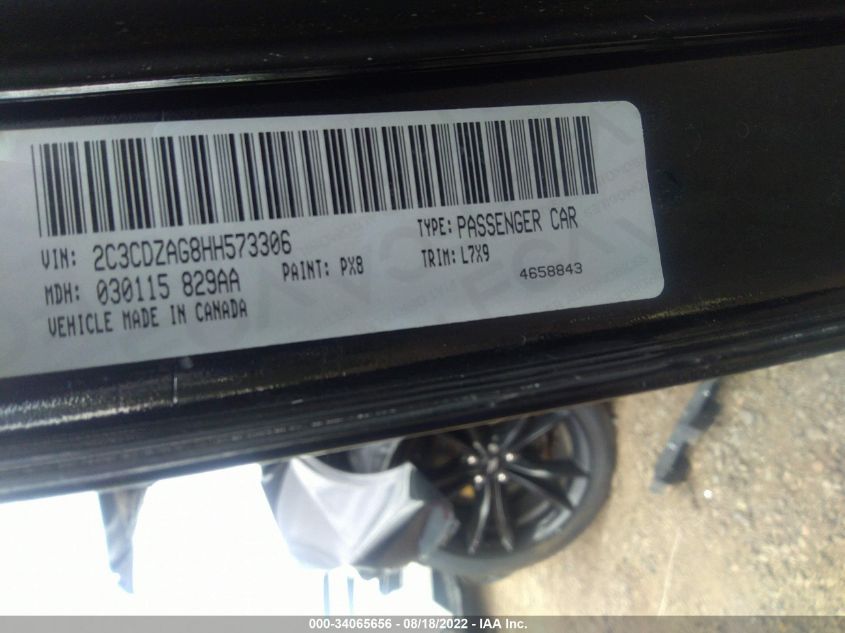 VIN: 2C3CDZAG8HH573306
TYPE: PASSENGER CAR
MDH: 030115 829AA
PAINT: PX8
TRIM: L7X9
VEHICLE MADE IN CANADA
4658843
000-34065656 - 08/18/2022 - IAA Inc.